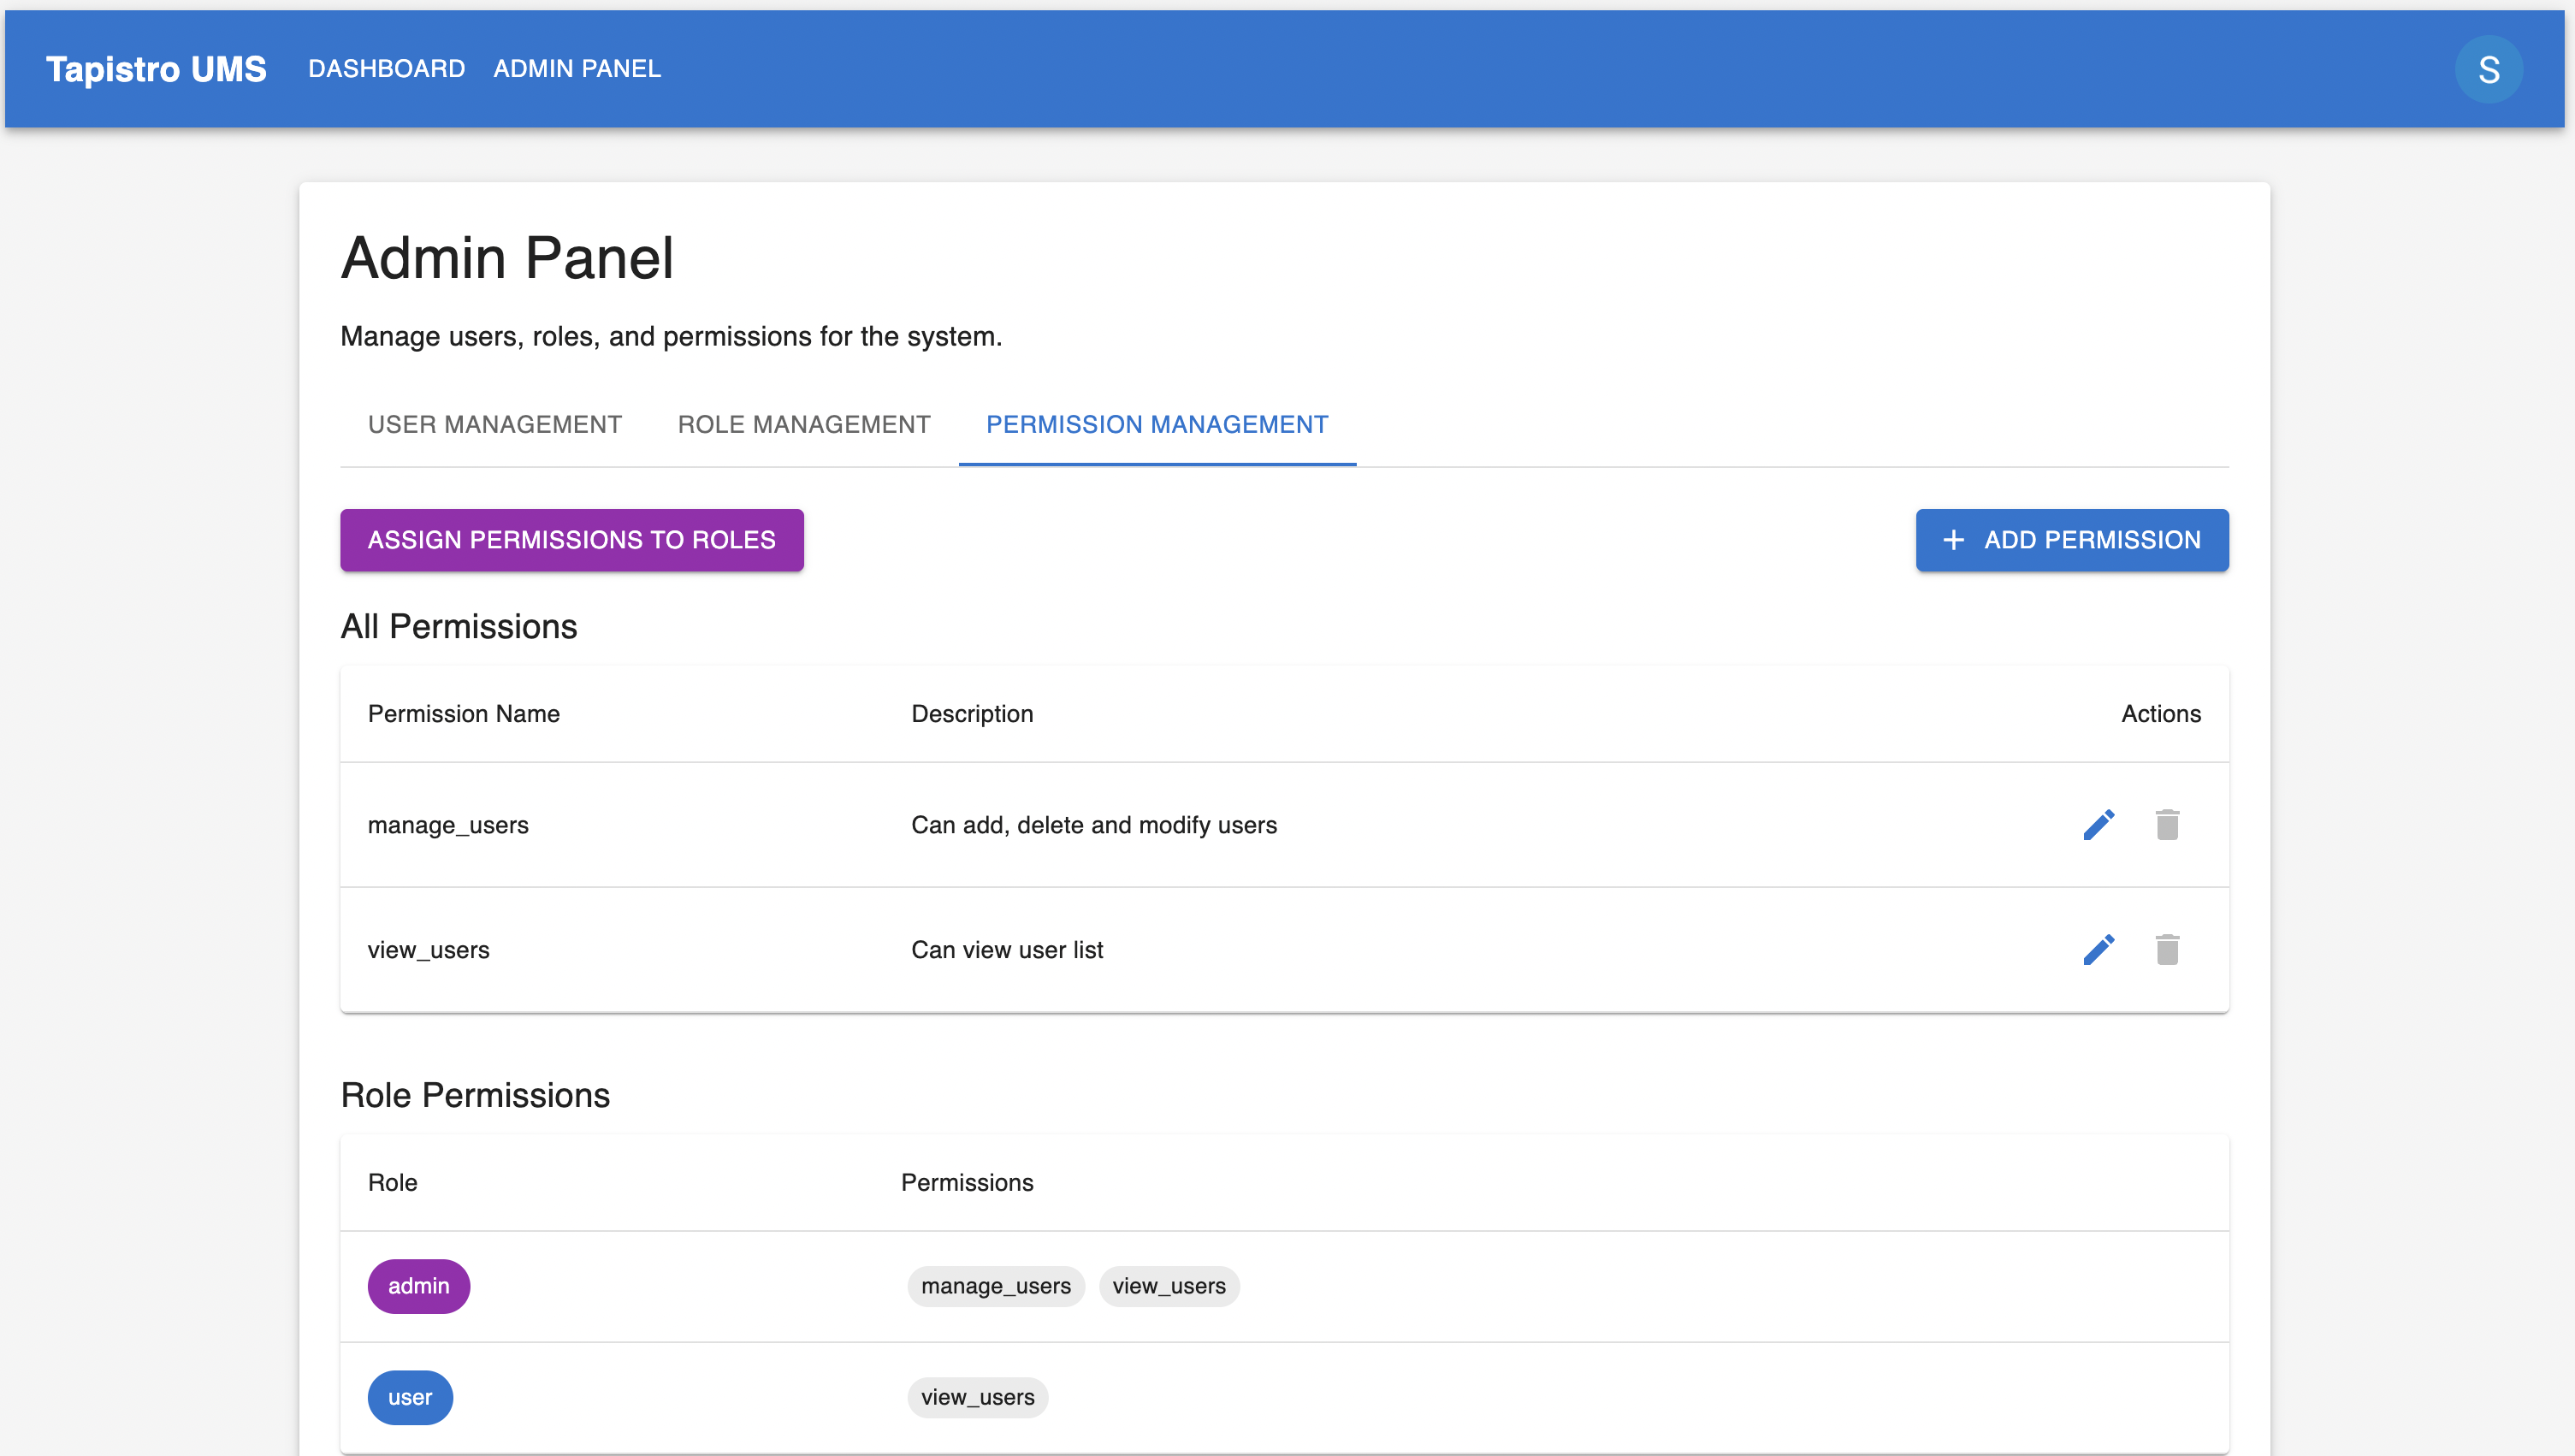 Tapistro UMS DASHBOARD ADMIN PANEL S
Admin Panel
Manage users, roles, and permissions for the system.
USER MANAGEMENT ROLE MANAGEMENT PERMISSION MANAGEMENT
ASSIGN PERMISSIONS TO ROLES + ADD PERMISSION
All Permissions
Permission Name Description Actions
manage_users Can add, delete and modify users
view_users Can view user list
Role Permissions
Role Permissions
admin manage_users view_users
user view_users